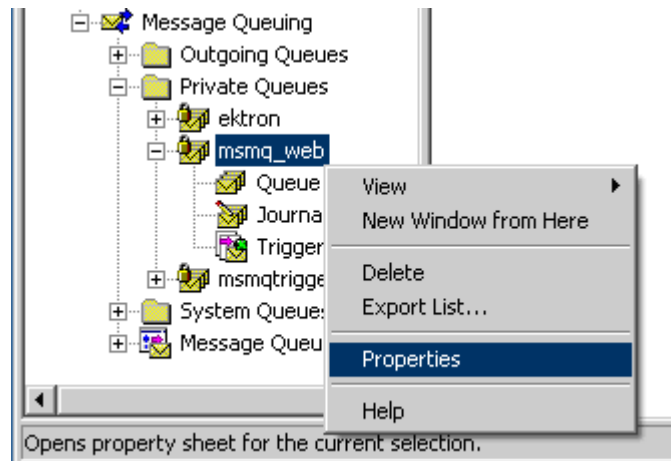 Message Queuing
Outgoing Queues
Private Queues
ektron
msmq_web
Queue
Journa
Trigger
msmqtrigge
System Queues
Message Queu
View
New Window from Here
Delete
Export List...
Properties
Help
Opens property sheet for the current selection.